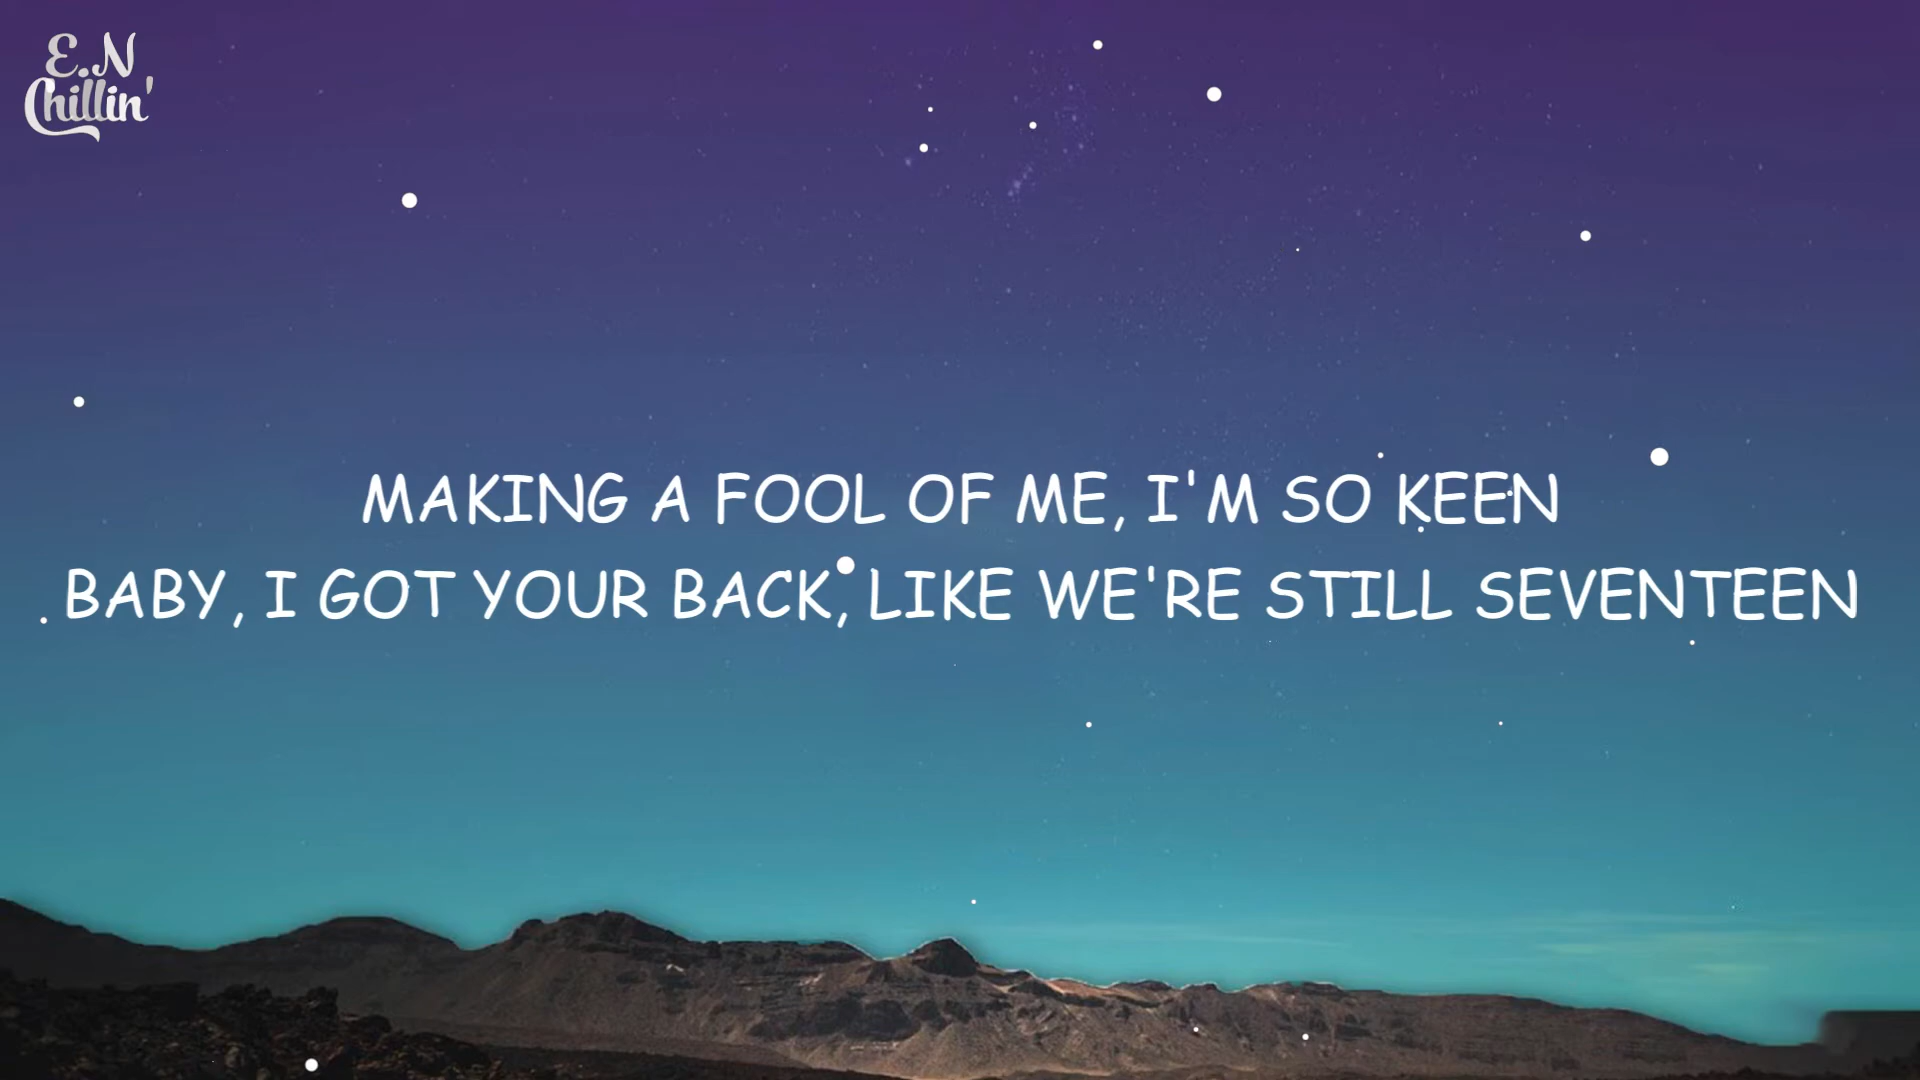 E.N
Chillin'
MAKING A FOOL OF ME, I'M SO KEEN
BABY, I GOT YOUR BACK, LIKE WE'RE STILL SEVENTEEN